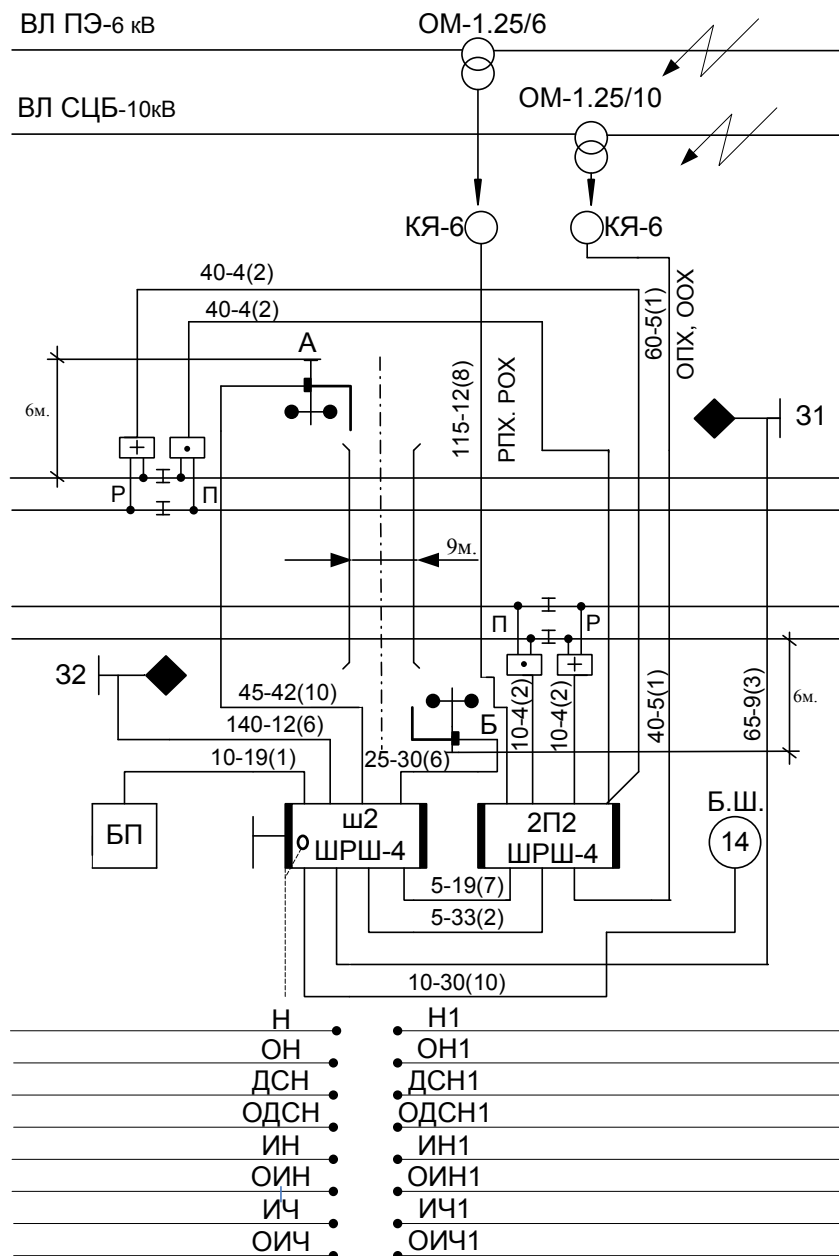 ВЛ ПЭ-6 кВ
ОМ-1.25/6
ВЛ СЦБ-10кВ
ОМ-1.25/10
КЯ-6
КЯ-6
40-4(2)
40-4(2)
А
6м.
115-12(8)
РПХ. РОХ
60-5(1)
ОПХ, ООХ
З1
Р
П
9м.
П
Р
З2
45-42(10)
140-12(6)
10-19(1)
25-30(6)
Б
10-4(2)
10-4(2)
40-5(1)
65-9(3)
6м.
БП
ш2
ШРШ-4
2П2
ШРШ-4
Б.Ш.
14
5-19(7)
5-33(2)
10-30(10)
Н Н1
ОН ОН1
ДСН ДСН1
ОДСН ОДСН1
ИН ИН1
ОИН ОИН1
ИЧ ИЧ1
ОИЧ ОИЧ1